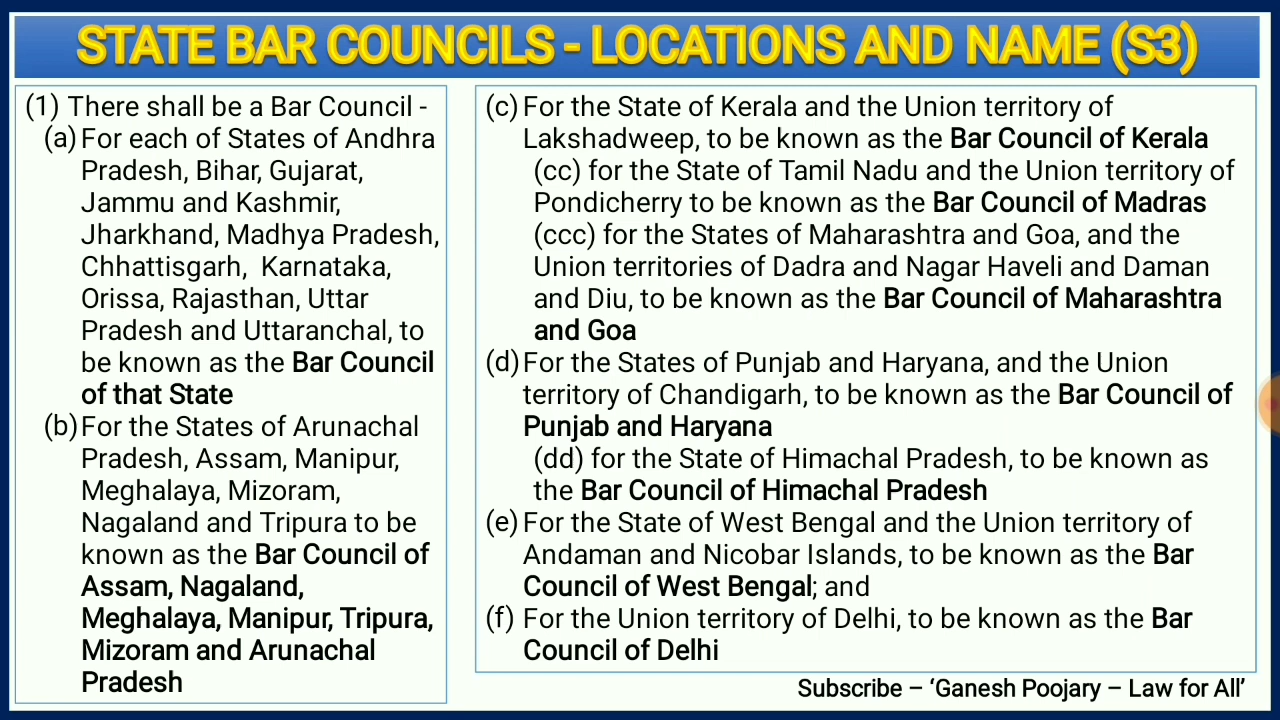 STATE BAR COUNCILS - LOCATIONS AND NAME (S3)
(1) There shall be a Bar Council -
(a) For each of States of Andhra
Pradesh, Bihar, Gujarat,
Jammu and Kashmir,
Jharkhand, Madhya Pradesh,
Chhattisgarh, Karnataka,
Orissa, Rajasthan, Uttar
Pradesh and Uttaranchal, to
be known as the Bar Council
of that State
(b) For the States of Arunachal
Pradesh, Assam, Manipur,
Meghalaya, Mizoram,
Nagaland and Tripura to be
known as the Bar Council of
Assam, Nagaland,
Meghalaya, Manipur, Tripura,
Mizoram and Arunachal
Pradesh
(c) For the State of Kerala and the Union territory of
Lakshadweep, to be known as the Bar Council of Kerala
(cc) for the State of Tamil Nadu and the Union territory of
Pondicherry to be known as the Bar Council of Madras
(ccc) for the States of Maharashtra and Goa, and the
Union territories of Dadra and Nagar Haveli and Daman
and Diu, to be known as the Bar Council of Maharashtra
and Goa
(d) For the States of Punjab and Haryana, and the Union
territory of Chandigarh, to be known as the Bar Council of
Punjab and Haryana
(dd) for the State of Himachal Pradesh, to be known as
the Bar Council of Himachal Pradesh
(e) For the State of West Bengal and the Union territory of
Andaman and Nicobar Islands, to be known as the Bar
Council of West Bengal; and
(f) For the Union territory of Delhi, to be known as the Bar
Council of Delhi
Subscribe – ‘Ganesh Poojary – Law for All’